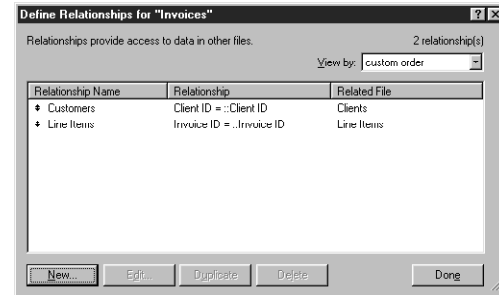 Define Relationships for "Invoices"
Relationships provide access to data in other files.
2 relationship(s)
View by: custom order
Relationship Name Relationship Related File
Customers Client ID = ::Client ID Clients
Line Items Invoice ID = ::Invoice ID Line Items
New... Edit... Duplicate Delete Done